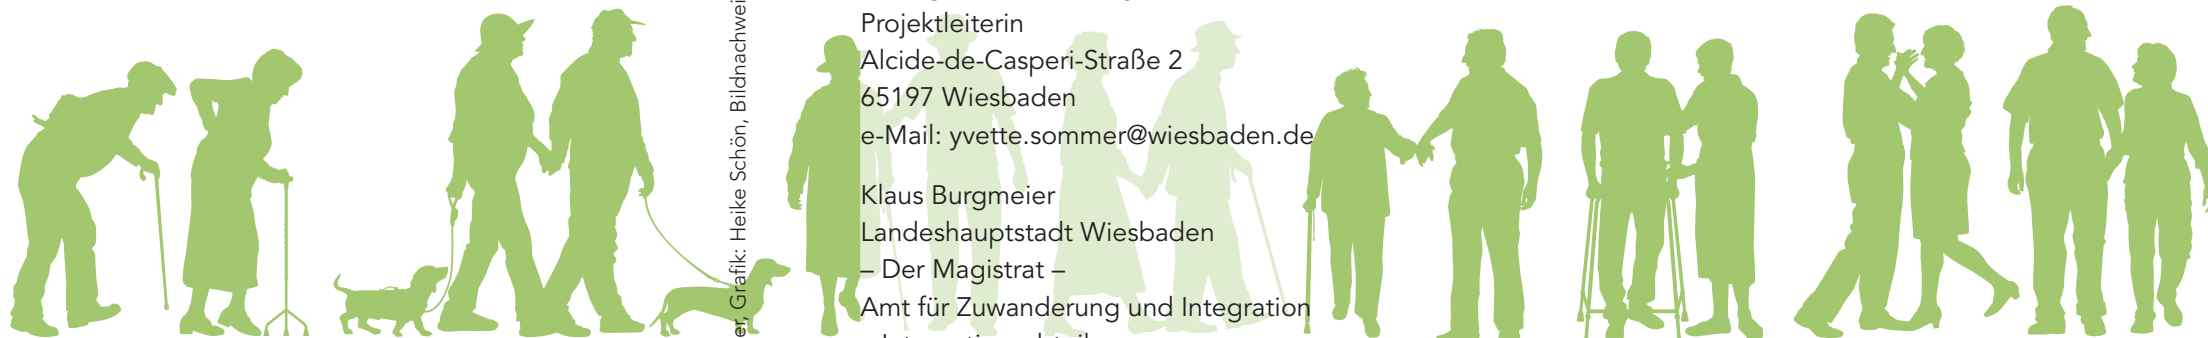 Projektleiterin
Alcide-de-Casperi-Straße 2
65197 Wiesbaden
e-Mail: yvette.sommer@wiesbaden.de
Klaus Burgmeier
Landeshauptstadt Wiesbaden
– Der Magistrat –
Amt für Zuwanderung und Integration
Grafik: Heike Schön,